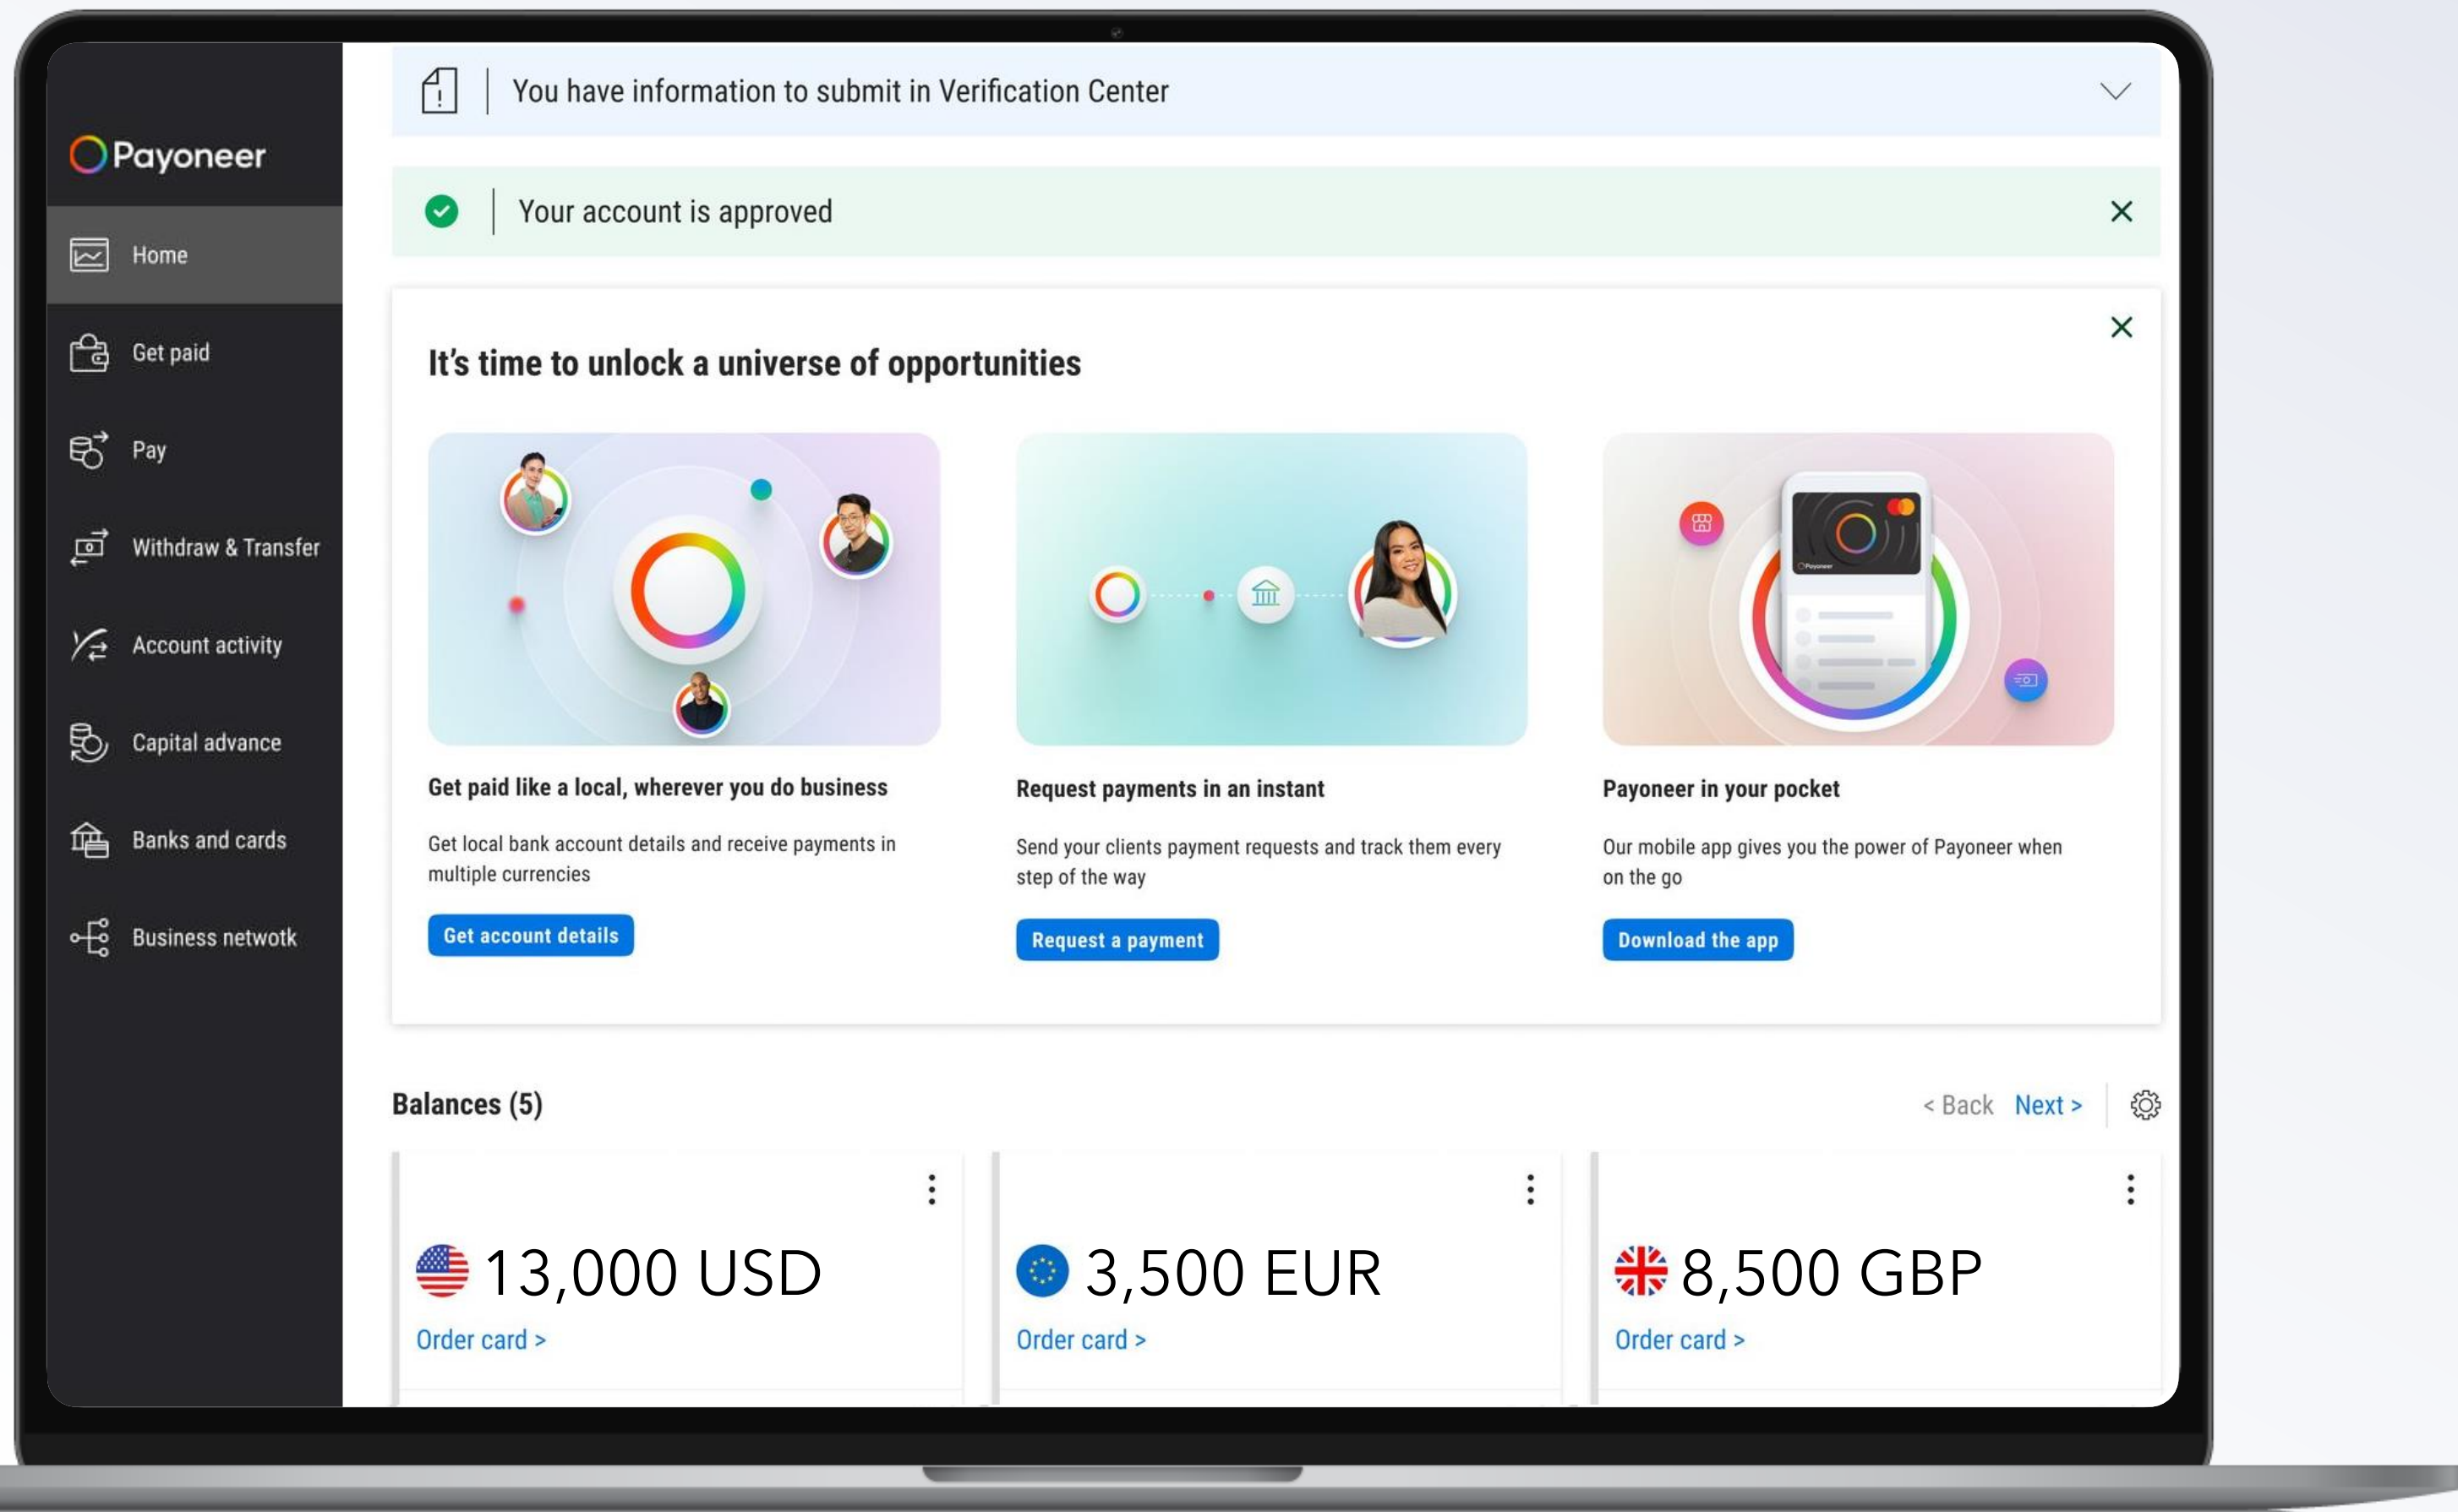 You have information to submit in Verification Center
Payoneer
Your account is approved
Home
Get paid
Pay
Withdraw & Transfer
Account activity
Capital advance
Banks and cards
Business netwotk
It's time to unlock a universe of opportunities
Payoneer
Get paid like a local, wherever you do business
Get local bank account details and receive payments in
multiple currencies
Get account details
Request payments in an instant
Send your clients payment requests and track them every
step of the way
Request a payment
Payoneer in your pocket
Our mobile app gives you the power of Payoneer when
on the go
Download the app
Balances (5)
< Back Next >
13,000 USD
Order card >
3,500 EUR
Order card >
8,500 GBP
Order card >